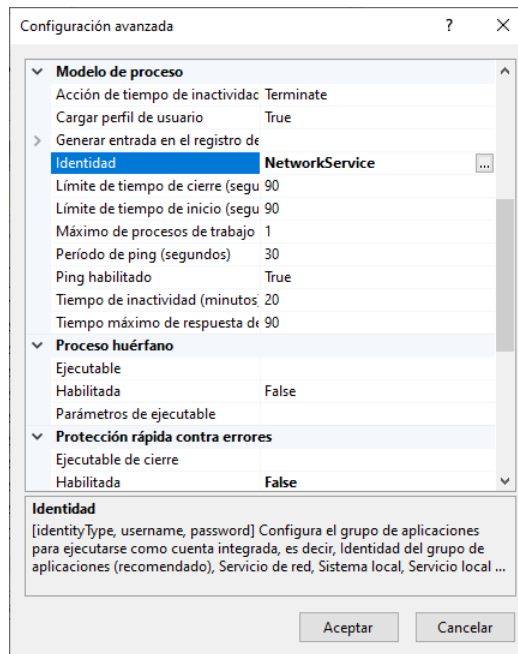 Configuración avanzada ? ×
Modelo de proceso
Acción de tiempo de inactividac Terminate
Cargar perfil de usuario True
Generar entrada en el registro de
Identidad NetworkService ...
Límite de tiempo de cierre (segu 90
Límite de tiempo de inicio (segu 90
Máximo de procesos de trabajo 1
Período de ping (segundos) 30
Ping habilitado True
Tiempo de inactividad (minutos) 20
Tiempo máximo de respuesta de 90
Proceso huérfano
Ejecutable
Habilitada False
Parámetros de ejecutable
Protección rápida contra errores
Ejecutable de cierre
Habilitada False
Identidad
[identityType, username, password] Configura el grupo de aplicaciones
para ejecutarse como cuenta integrada, es decir, Identidad del grupo de
aplicaciones (recomendado), Servicio de red, Sistema local, Servicio local ...
Aceptar Cancelar